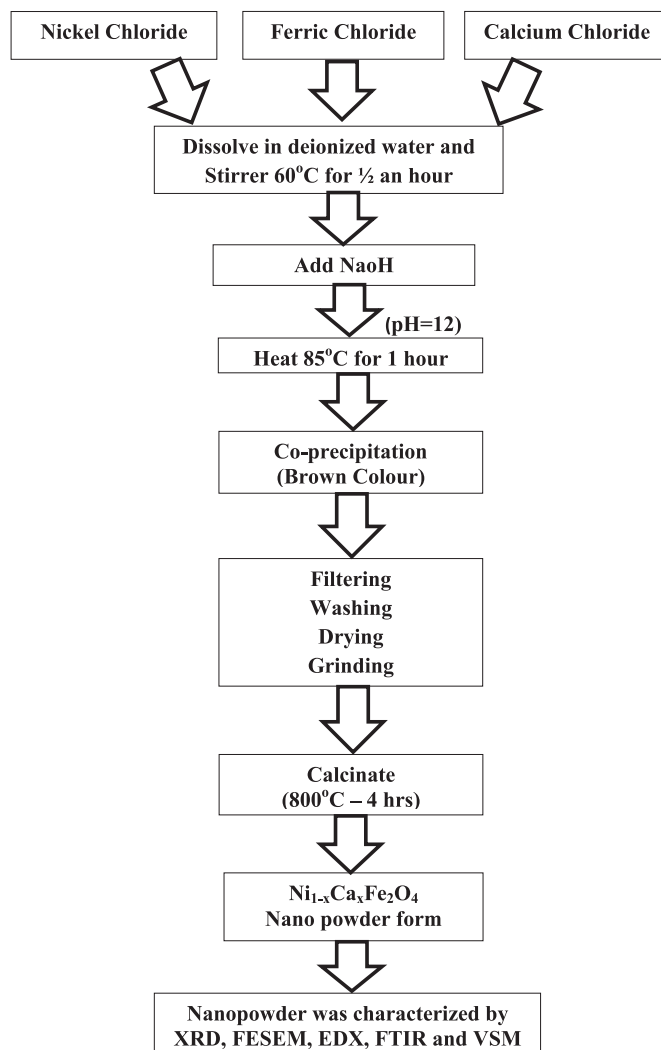 Nickel Chloride
Ferric Chloride
Calcium Chloride
Dissolve in deionized water and
Stirrer 60°C for ½ an hour
Add NaoH
(pH=12)
Heat 85°C for 1 hour
Co-precipitation
(Brown Colour)
Filtering
Washing
Drying
Grinding
Calcinate
(800°C – 4 hrs)
Ni₁₋ₓCaₓFe₂O₄
Nano powder form
Nanopowder was characterized by
XRD, FESEM, EDX, FTIR and VSM